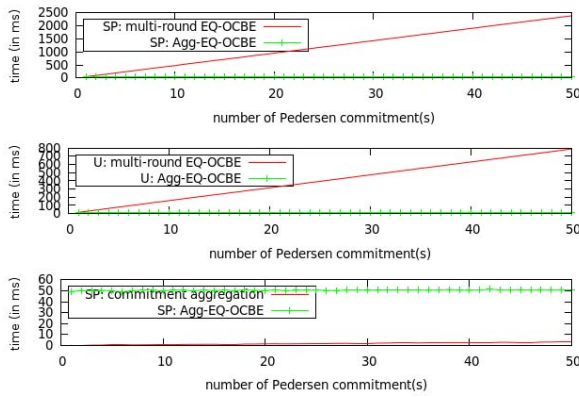 2500
2000
1500
1000
500
0
time (in ms)
SP: multi-round EQ-OCBE
SP: Agg-EQ-OCBE
0 10 20 30 40 50
number of Pedersen commitment(s)
800
700
600
500
400
300
200
100
0
time (in ms)
U: multi-round EQ-OCBE
U: Agg-EQ-OCBE
0 10 20 30 40 50
number of Pedersen commitment(s)
60
50
40
30
20
10
0
time (in ms)
SP: commitment aggregation
SP: Agg-EQ-OCBE
0 10 20 30 40 50
number of Pedersen commitment(s)